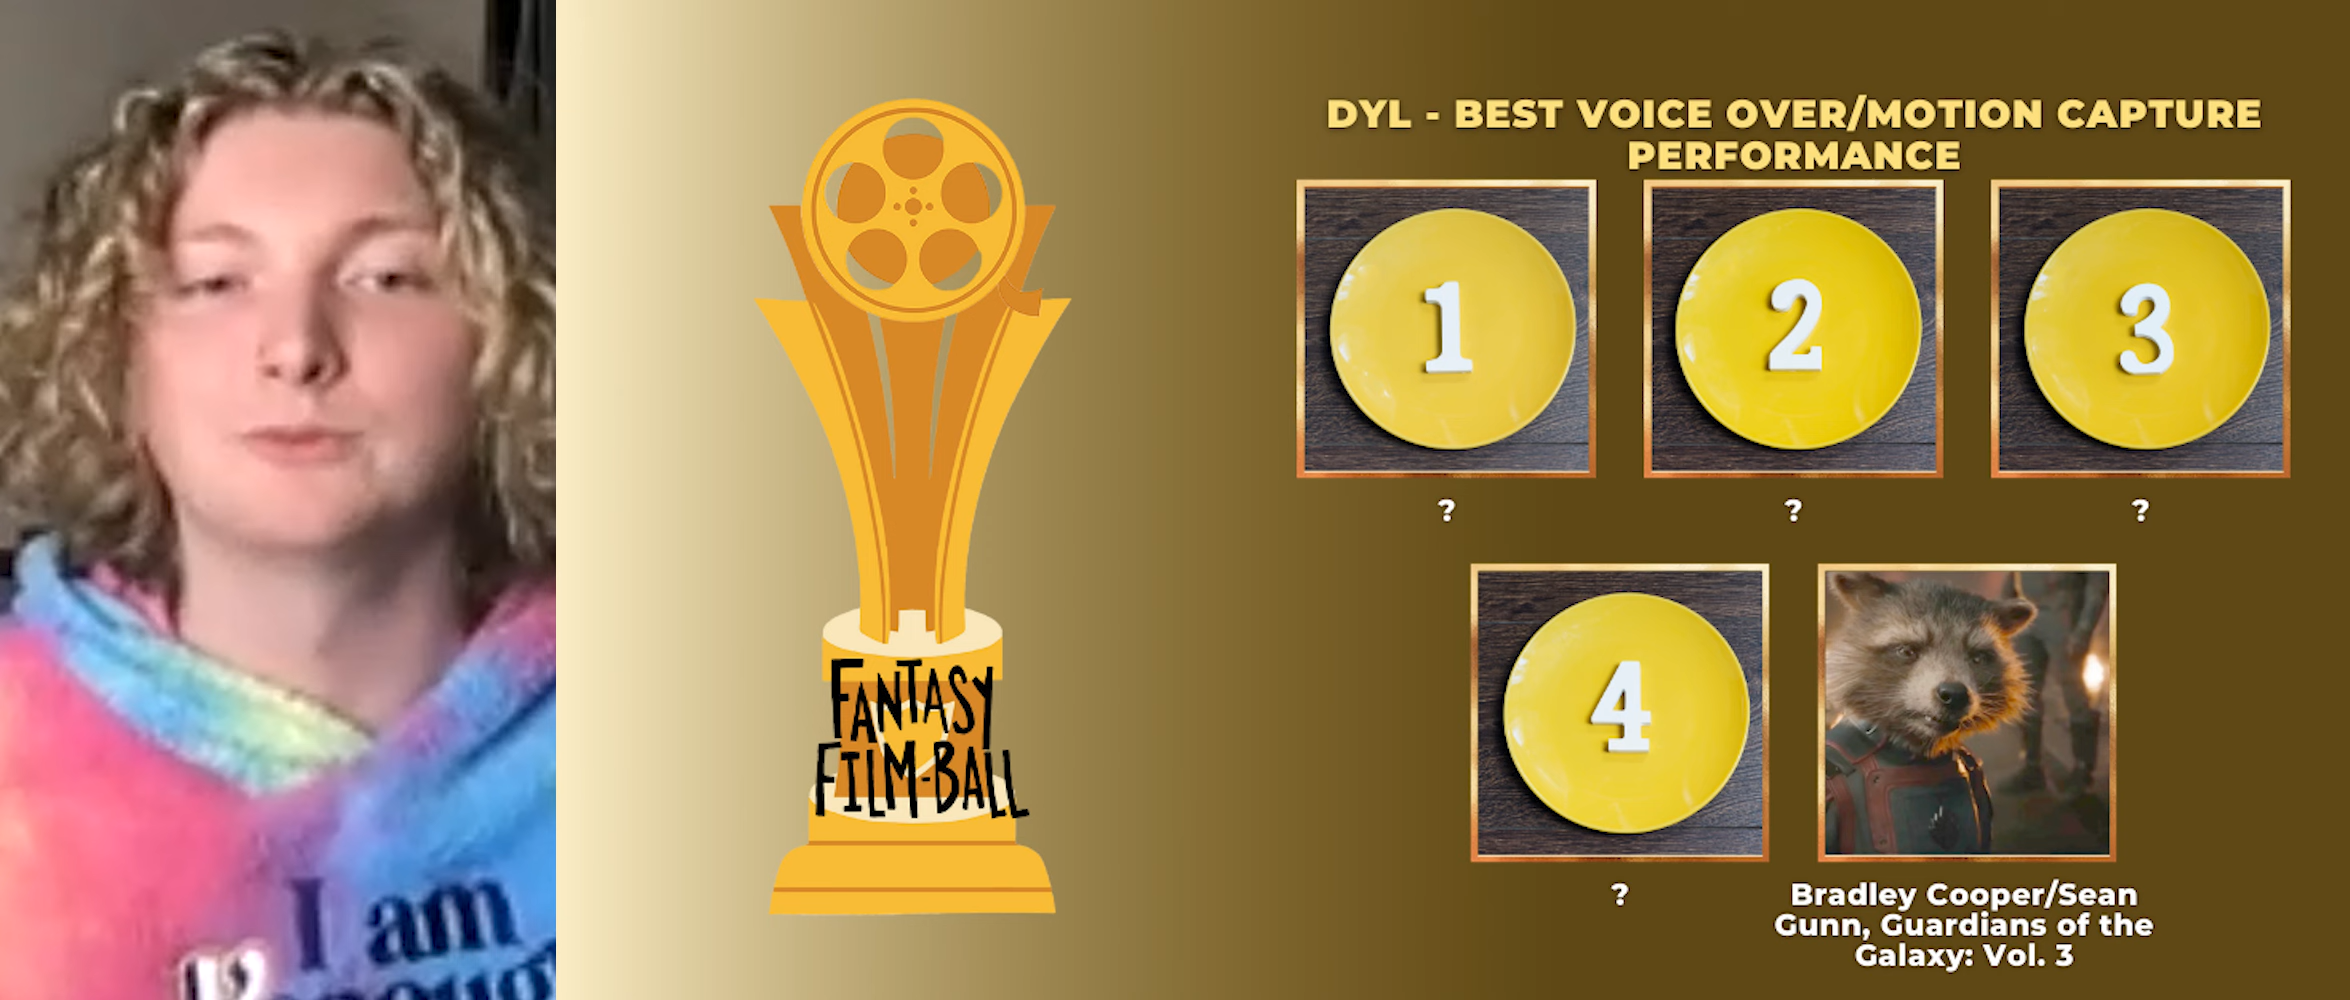 DYL - BEST VOICE OVER/MOTION CAPTURE
PERFORMANCE
1
2
3
?
?
?
4
?
Bradley Cooper/Sean
Gunn, Guardians of the
Galaxy: Vol. 3
FANTASY
FILM-BALL
I am